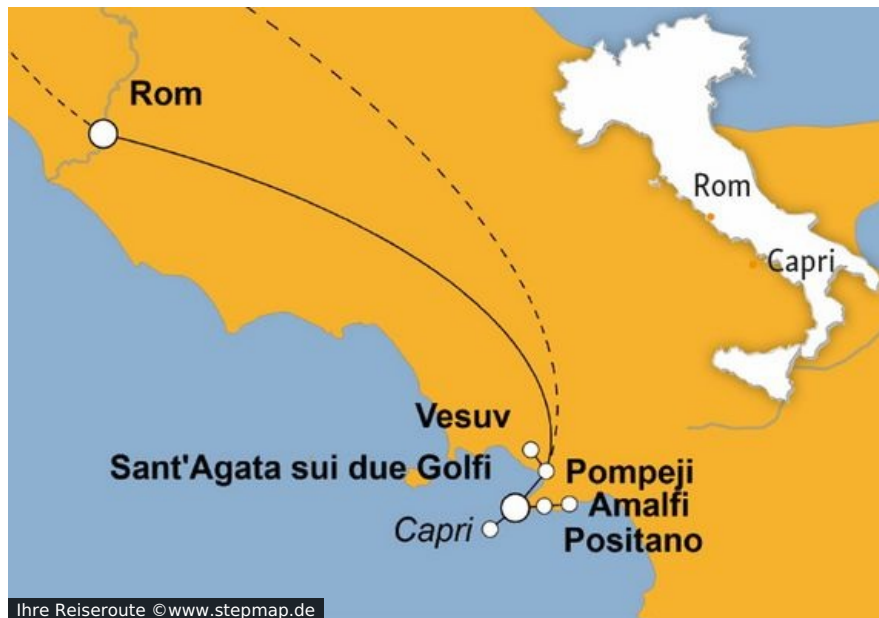 Rom
Rom
Capri
Vesuv
Sant'Agata sui due Golfi
Pompeji
Amalfi
Capri
Positano
Ihre Reiseroute ©www.stepmap.de